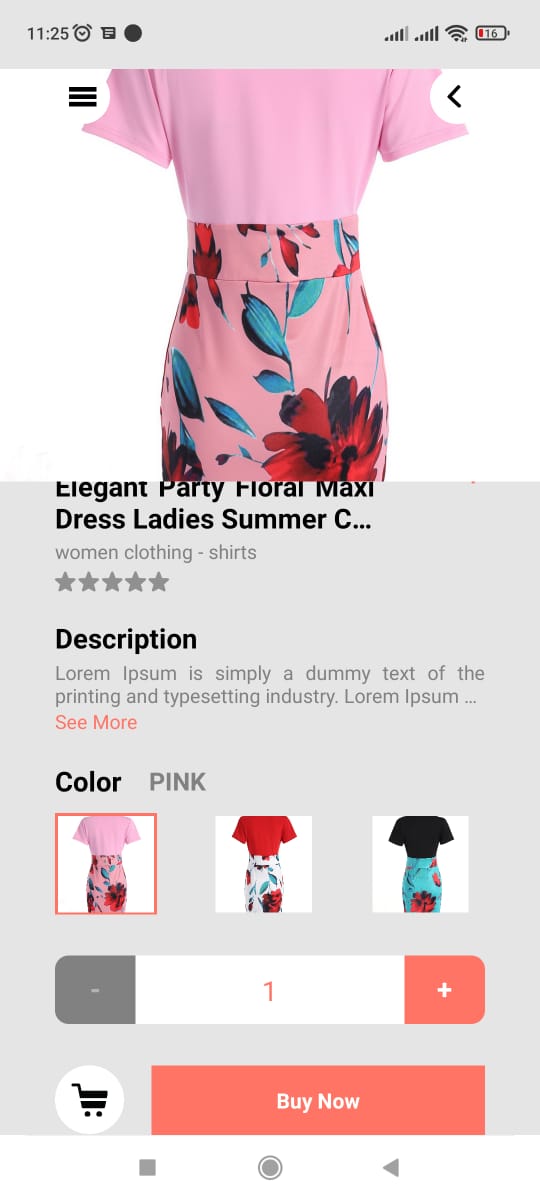 11:25
16
Elegant Party Floral Maxi
Dress Ladies Summer C...
women clothing - shirts
Description
Lorem Ipsum is simply a dummy text of the
printing and typesetting industry. Lorem Ipsum ...
See More
Color PINK
- 1 +
Buy Now